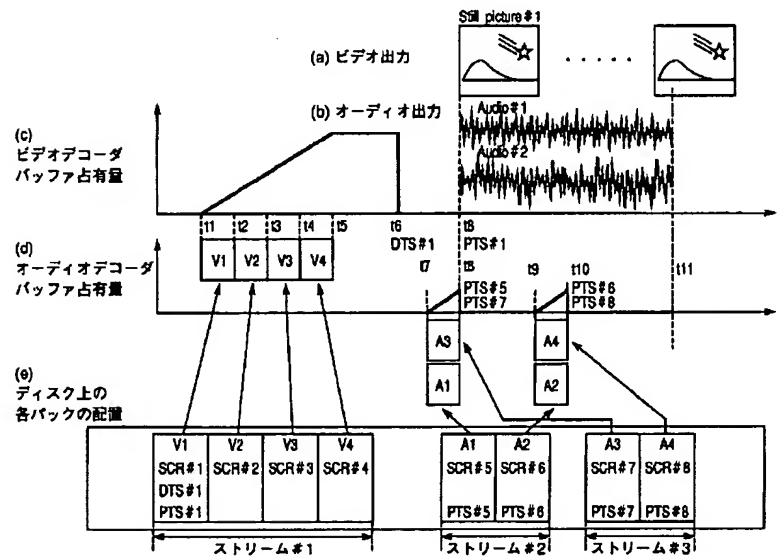 Still picture#1
(a) ビデオ出力
(b) オーディオ出力
Audio#1
Audio#2
(c)
ビデオデコーダ
バッファ占有量
t1 t2 t3 t4 t5 t6 t8
DTS#1 PTS#1
V1 V2 V3 V4
(d)
オーディオデコーダ
バッファ占有量
t7 t8 t9 t10 t11
PTS#5 PTS#6
PTS#7 PTS#8
A3 A4
A1 A2
(e)
ディスク上の
各パックの配置
V1 V2 V3 V4 A1 A2 A3 A4
SCR#1 SCR#2 SCR#3 SCR#4 SCR#5 SCR#6 SCR#7 SCR#8
DTS#1
PTS#1 PTS#5 PTS#6 PTS#7 PTS#8
ストリーム#1 ストリーム#2 ストリーム#3